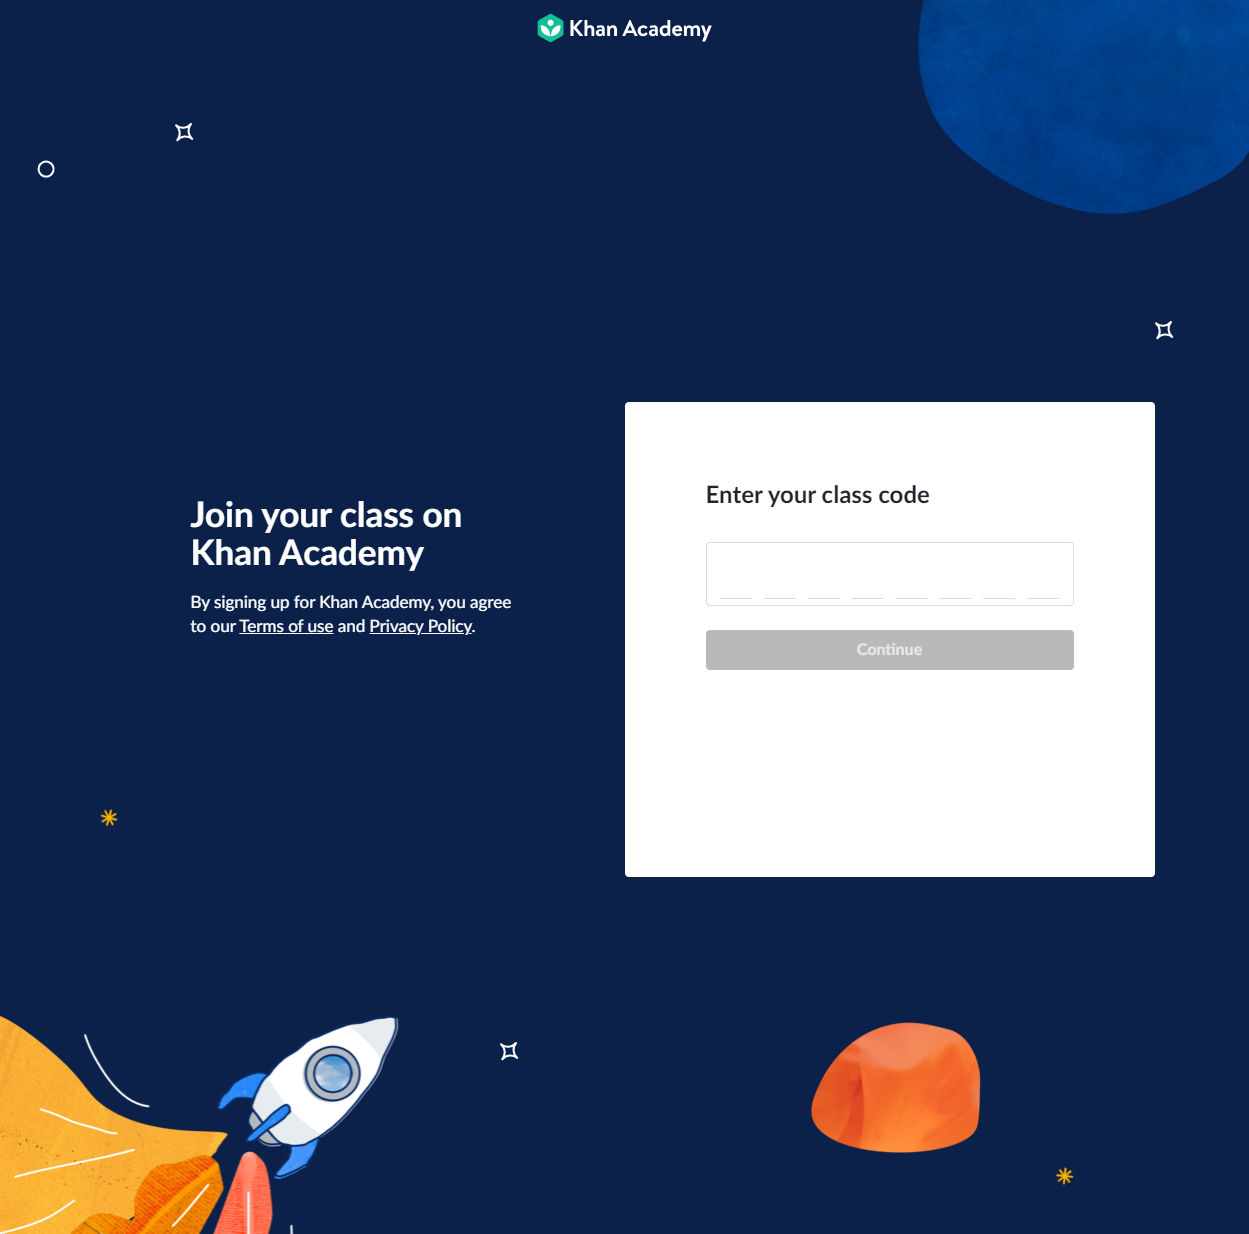 Khan Academy
Join your class on
Khan Academy
By signing up for Khan Academy, you agree
to our Terms of use and Privacy Policy.
Enter your class code
Continue